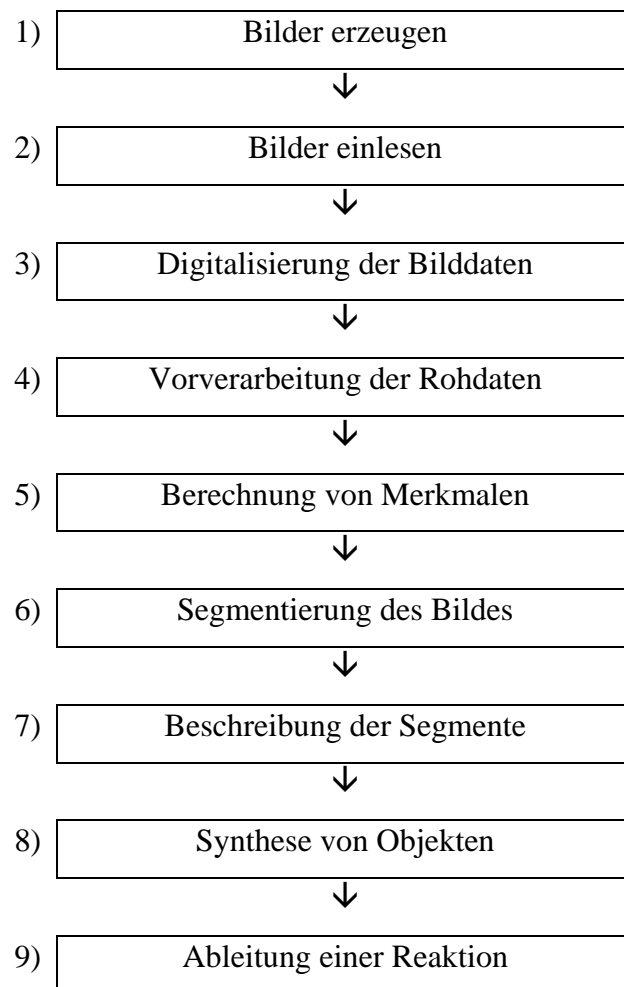 1) Bilder erzeugen
↓
2) Bilder einlesen
↓
3) Digitalisierung der Bilddaten
↓
4) Vorverarbeitung der Rohdaten
↓
5) Berechnung von Merkmalen
↓
6) Segmentierung des Bildes
↓
7) Beschreibung der Segmente
↓
8) Synthese von Objekten
↓
9) Ableitung einer Reaktion